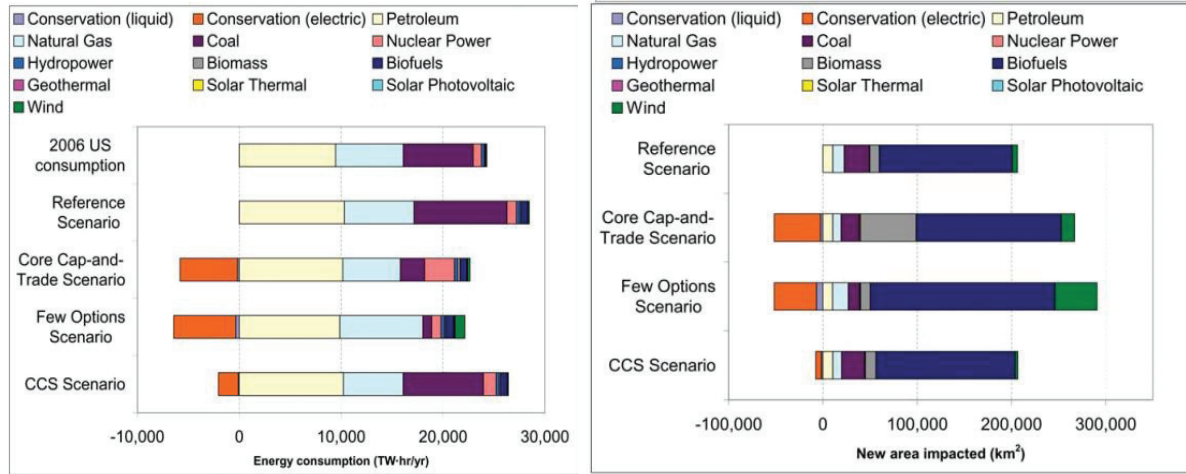 Conservation (liquid) Conservation (electric) Petroleum
Natural Gas Coal Nuclear Power
Hydropower Biomass Biofuels
Geothermal Solar Thermal Solar Photovoltaic
Wind
2006 US
consumption
Reference
Scenario
Core Cap-and-
Trade Scenario
Few Options
Scenario
CCS Scenario
-10,000 0 10,000 20,000 30,000
Energy consumption (TW·hr/yr)
Conservation (liquid) Conservation (electric) Petroleum
Natural Gas Coal Nuclear Power
Hydropower Biomass Biofuels
Geothermal Solar Thermal Solar Photovoltaic
Wind
Reference
Scenario
Core Cap-and-
Trade Scenario
Few Options
Scenario
CCS Scenario
-100,000 0 100,000 200,000 300,000
New area impacted (km²)